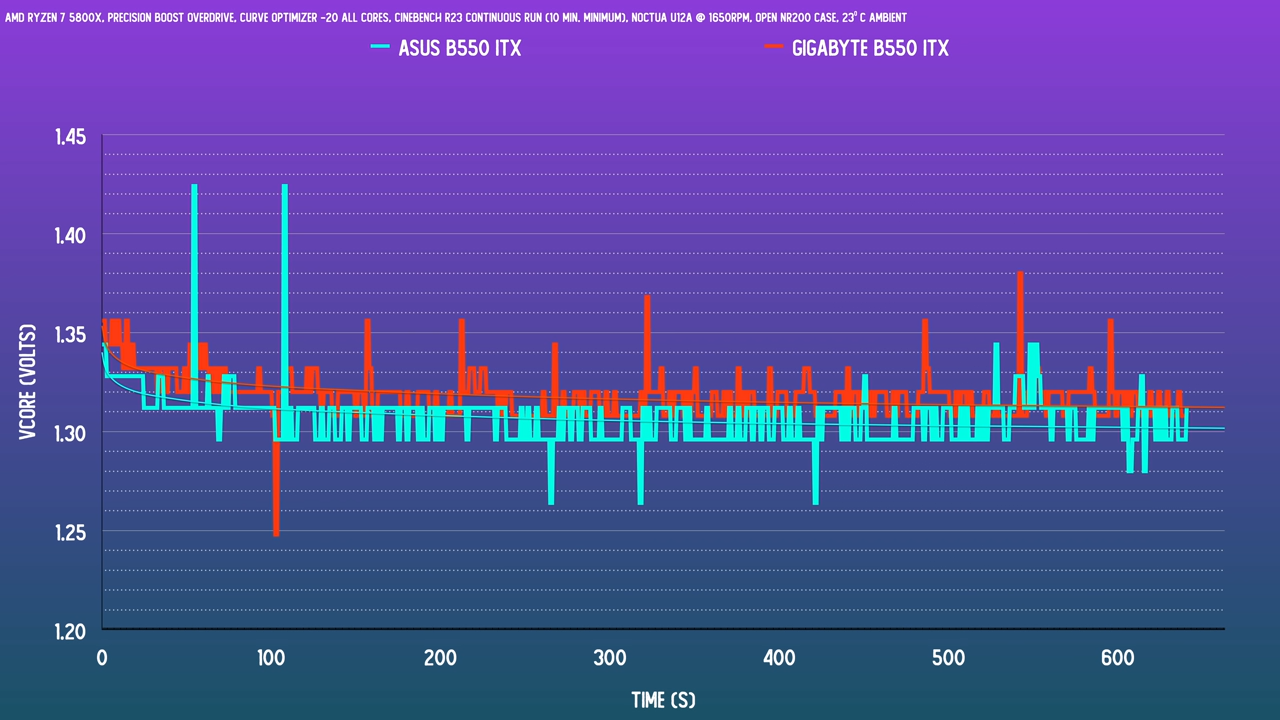 AMD RYZEN 7 5800X, PRECISION BOOST OVERDRIVE, CURVE OPTIMIZER -20 ALL CORES, CINEBENCH R23 CONTINUOUS RUN (10 MIN. MINIMUM), NOCTUA U12A @ 1650RPM, OPEN NR200 CASE, 23° C AMBIENT
ASUS B550 ITX
GIGABYTE B550 ITX
1.45
1.40
1.35
1.30
1.25
1.20
VCORE (VOLTS)
0 100 200 300 400 500 600
TIME (S)